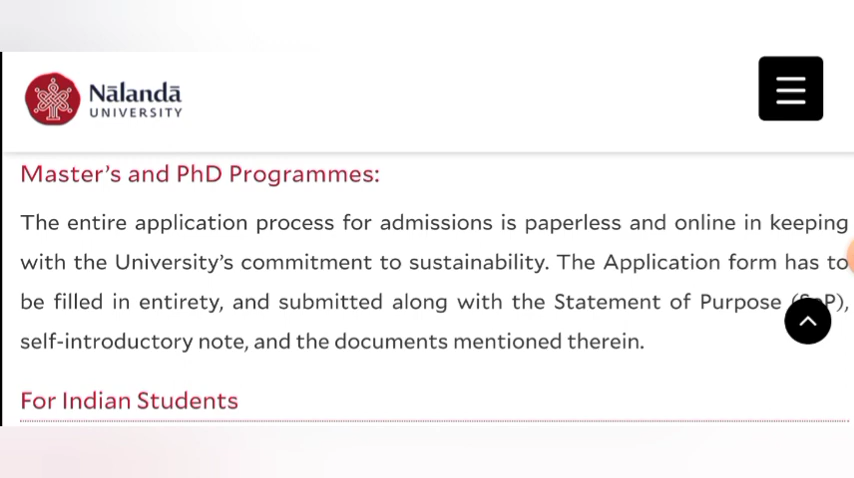 Nālandā
UNIVERSITY
Master's and PhD Programmes:
The entire application process for admissions is paperless and online in keeping
with the University's commitment to sustainability. The Application form has to
be filled in entirety, and submitted along with the Statement of Purpose (SoP),
self-introductory note, and the documents mentioned therein.
For Indian Students